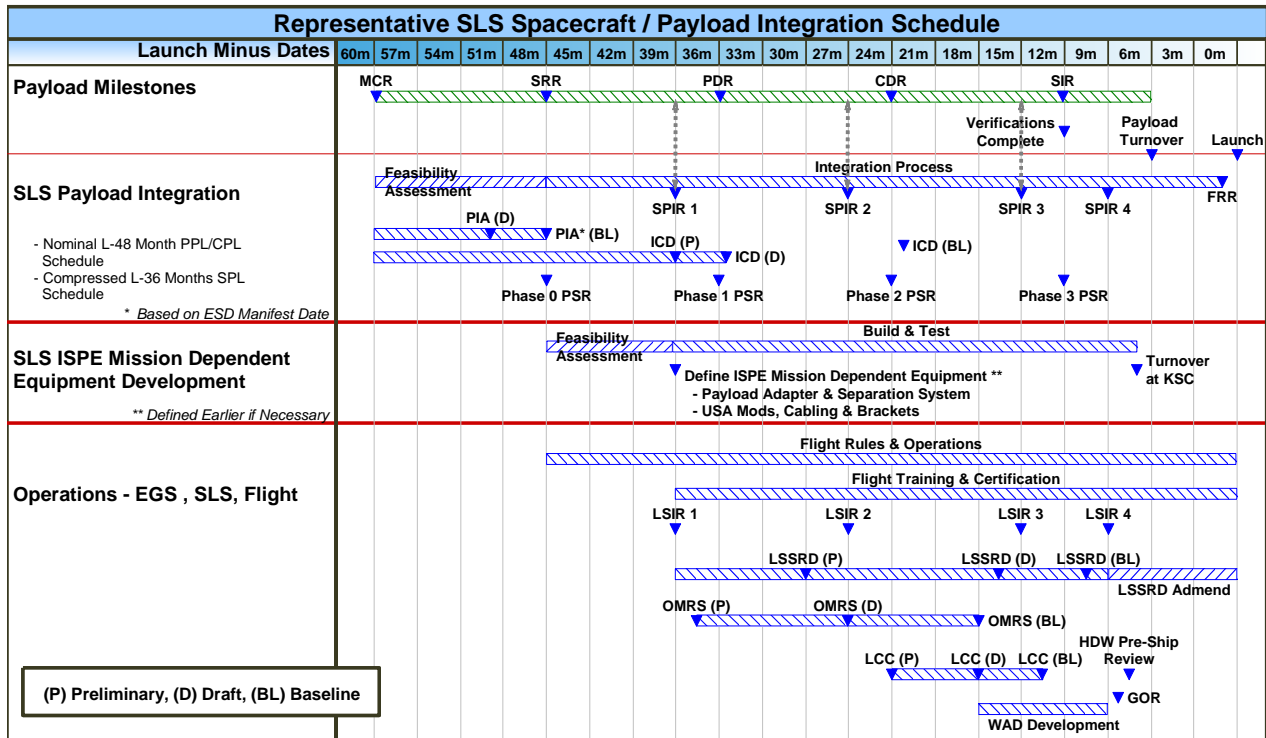 Representative SLS Spacecraft / Payload Integration Schedule
Launch Minus Dates
60m 57m 54m 51m 48m 45m 42m 39m 36m 33m 30m 27m 24m 21m 18m 15m 12m 9m 6m 3m 0m
Payload Milestones
MCR SRR PDR CDR SIR
Verifications
Complete
Payload
Turnover
Launch
SLS Payload Integration
Feasibility
Assessment
Integration Process
SPIR 1 SPIR 2 SPIR 3 SPIR 4 FRR
PIA (D)
PIA* (BL)
ICD (P)
ICD (D)
ICD (BL)
- Nominal L-48 Month PPL/CPL
Schedule
- Compressed L-36 Months SPL
Schedule
Phase 0 PSR Phase 1 PSR Phase 2 PSR Phase 3 PSR
* Based on ESD Manifest Date
SLS ISPE Mission Dependent
Equipment Development
** Defined Earlier if Necessary
Feasibility
Assessment
Build & Test
Define ISPE Mission Dependent Equipment **
- Payload Adapter & Separation System
- USA Mods, Cabling & Brackets
Turnover
at KSC
Operations - EGS , SLS, Flight
Flight Rules & Operations
Flight Training & Certification
LSIR 1 LSIR 2 LSIR 3 LSIR 4
LSSRD (P) LSSRD (D) LSSRD (BL)
LSSRD Admend
OMRS (P) OMRS (D) OMRS (BL)
LCC (P) LCC (D) LCC (BL)
HDW Pre-Ship
Review
GOR
WAD Development
(P) Preliminary, (D) Draft, (BL) Baseline